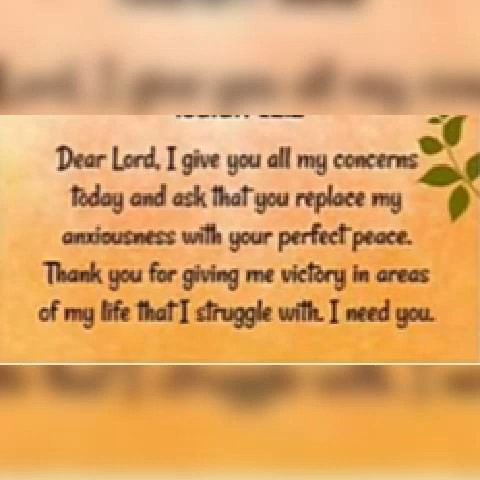 Dear Lord, I give you all my concerns
today and ask that you replace my
anxiousness with your perfect peace.
Thank you for giving me victory in areas
of my life that I struggle with. I need you.